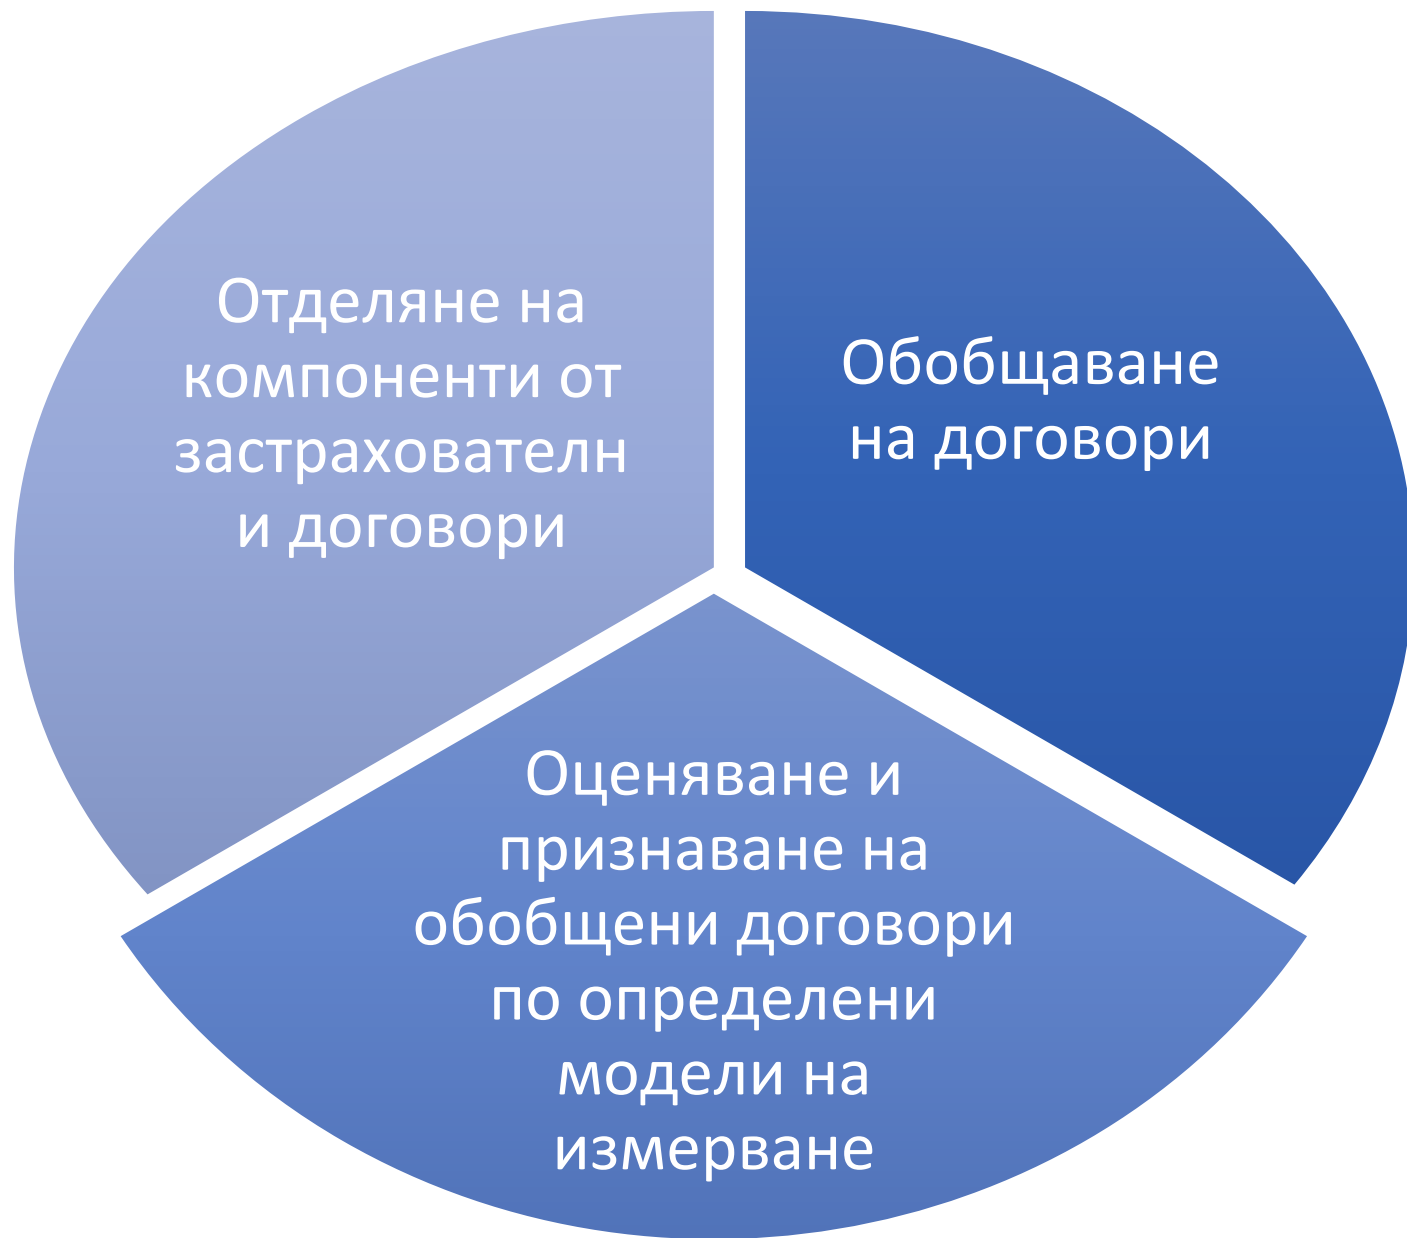 Отделяне на
компоненти от
застрахователн
и договори
Обобщаване
на договори
Оценяване и
признаване на
обобщени договори
по определени
модели на
измерване